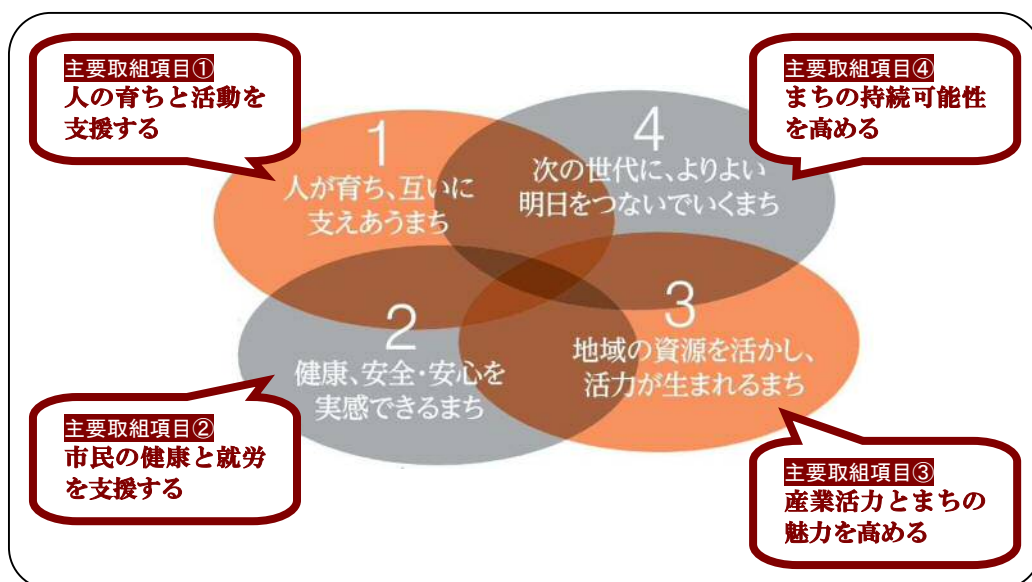 主要取組項目①
人の育ちと活動を
支援する
主要取組項目④
まちの持続可能性
を高める
1
人が育ち、互いに
支えあうまち
4
次の世代に、よりよい
明日をつないでいくまち
2
健康、安全・安心を
実感できるまち
3
地域の資源を活かし、
活力が生まれるまち
主要取組項目②
市民の健康と就労
を支援する
主要取組項目③
産業活力とまちの
魅力を高める